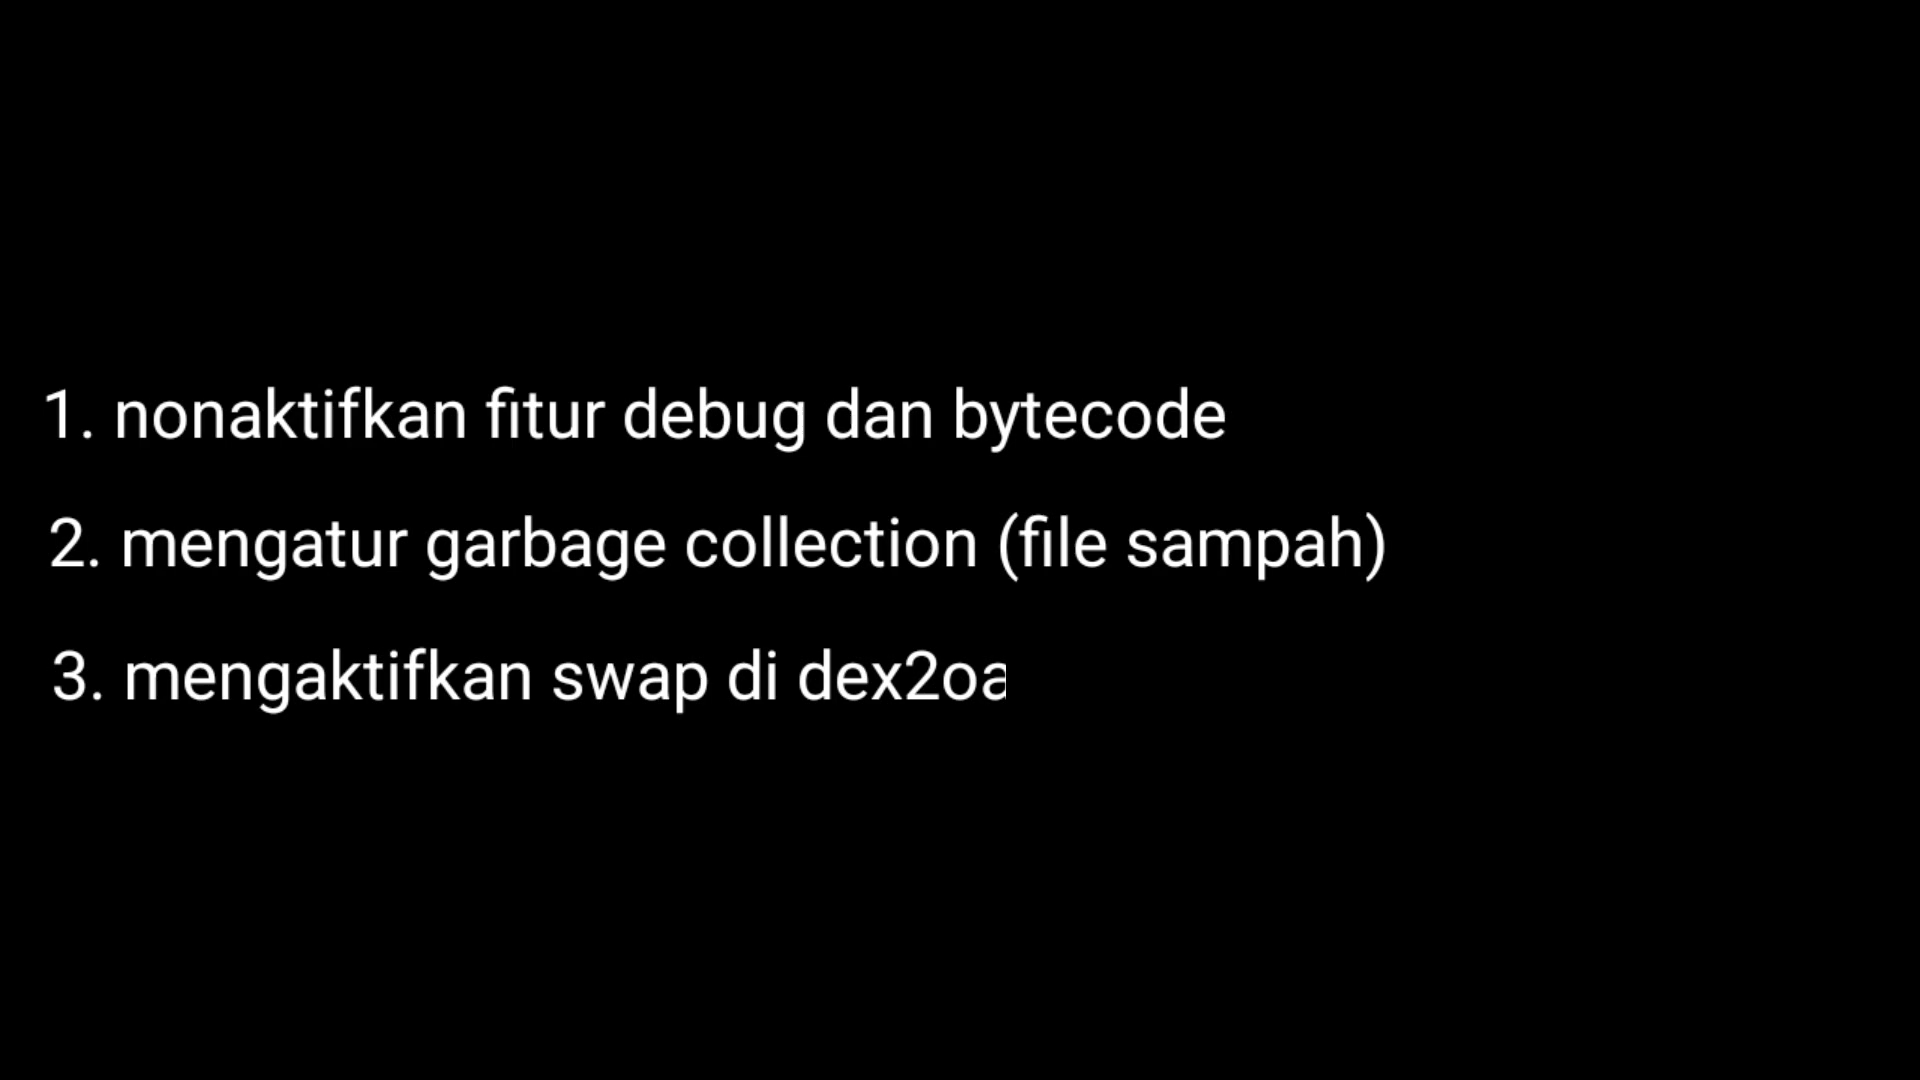 1. nonaktifkan fitur debug dan bytecode
2. mengatur garbage collection (file sampah)
3. mengaktifkan swap di dex2oa